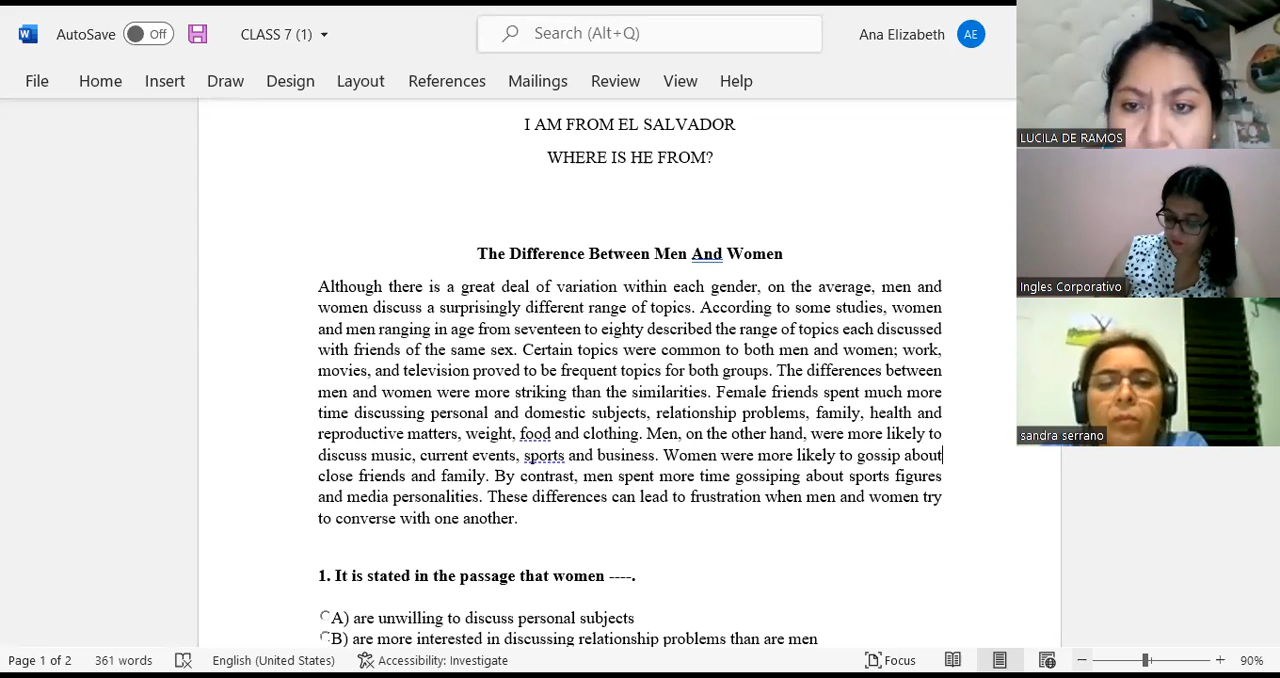 AutoSave Off CLASS 7 (1) Search (Alt+Q) Ana Elizabeth AE
File Home Insert Draw Design Layout References Mailings Review View Help
I AM FROM EL SALVADOR
WHERE IS HE FROM?
The Difference Between Men And Women
Although there is a great deal of variation within each gender, on the average, men and
women discuss a surprisingly different range of topics. According to some studies, women
and men ranging in age from seventeen to eighty described the range of topics each discussed
with friends of the same sex. Certain topics were common to both men and women; work,
movies, and television proved to be frequent topics for both groups. The differences between
men and women were more striking than the similarities. Female friends spent much more
time discussing personal and domestic subjects, relationship problems, family, health and
reproductive matters, weight, food and clothing. Men, on the other hand, were more likely to
discuss music, current events, sports and business. Women were more likely to gossip about
close friends and family. By contrast, men spent more time gossiping about sports figures
and media personalities. These differences can lead to frustration when men and women try
to converse with one another.
1. It is stated in the passage that women ----.
A) are unwilling to discuss personal subjects
B) are more interested in discussing relationship problems than are men
Page 1 of 2 361 words English (United States) Accessibility: Investigate Focus 90%
LUCILA DE RAMOS
Ingles Corporativo
sandra serrano